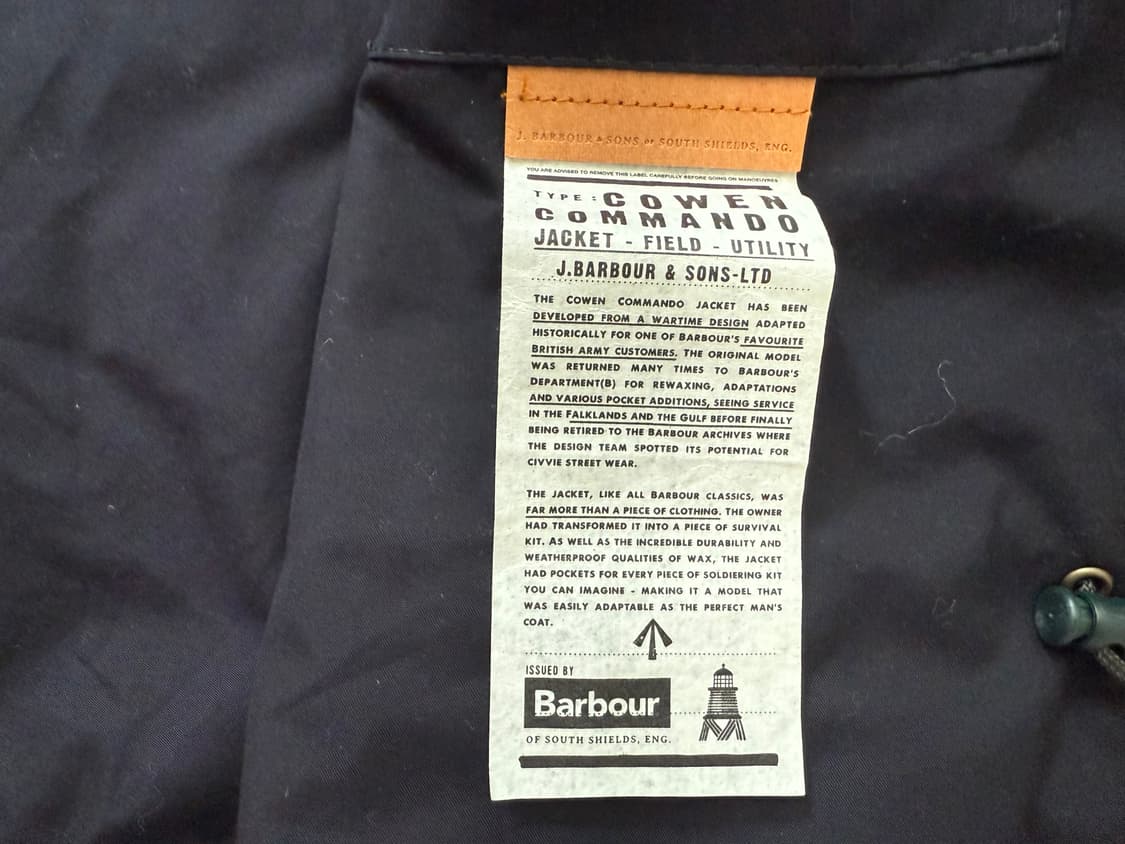 J. BARBOUR & SONS OF SOUTH SHIELDS, ENG.
YOU ARE ADVISED TO REMOVE THIS LABEL CAREFULLY BEFORE GOING ON MANOEUVRES
TYPE: COWEN
COMMANDO
JACKET - FIELD - UTILITY
J.BARBOUR & SONS-LTD
THE COWEN COMMANDO JACKET HAS BEEN
DEVELOPED FROM A WARTIME DESIGN ADAPTED
HISTORICALLY FOR ONE OF BARBOUR'S FAVOURITE
BRITISH ARMY CUSTOMERS. THE ORIGINAL MODEL
WAS RETURNED MANY TIMES TO BARBOUR'S
DEPARTMENT(B) FOR REWAXING, ADAPTATIONS
AND VARIOUS POCKET ADDITIONS, SEEING SERVICE
IN THE FALKLANDS AND THE GULF BEFORE FINALLY
BEING RETIRED TO THE BARBOUR ARCHIVES WHERE
THE DESIGN TEAM SPOTTED ITS POTENTIAL FOR
CIVVIE STREET WEAR.
THE JACKET, LIKE ALL BARBOUR CLASSICS, WAS
FAR MORE THAN A PIECE OF CLOTHING. THE OWNER
HAD TRANSFORMED IT INTO A PIECE OF SURVIVAL
KIT. AS WELL AS THE INCREDIBLE DURABILITY AND
WEATHERPROOF QUALITIES OF WAX, THE JACKET
HAD POCKETS FOR EVERY PIECE OF SOLDIERING KIT
YOU CAN IMAGINE - MAKING IT A MODEL THAT
WAS EASILY ADAPTABLE AS THE PERFECT MAN'S
COAT.
ISSUED BY
Barbour
OF SOUTH SHIELDS, ENG.